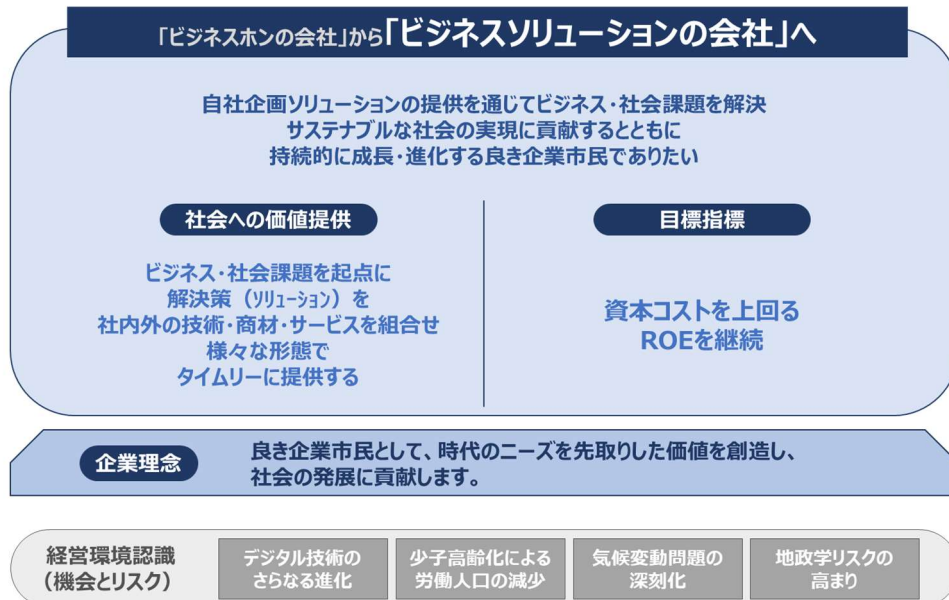 「ビジネスホンの会社」から「ビジネスソリューションの会社」へ
自社企画ソリューションの提供を通じてビジネス・社会課題を解決
サステナブルな社会の実現に貢献するとともに
持続的に成長・進化する良き企業市民でありたい
社会への価値提供
ビジネス・社会課題を起点に
解決策（ｿﾘｭｰｼｮﾝ）を
社内外の技術・商材・サービスを組合せ
様々な形態で
タイムリーに提供する
目標指標
資本コストを上回る
ROEを継続
企業理念
良き企業市民として、時代のニーズを先取りした価値を創造し、
社会の発展に貢献します。
経営環境認識
（機会とリスク）
デジタル技術の
さらなる進化
少子高齢化による
労働人口の減少
気候変動問題の
深刻化
地政学リスクの
高まり